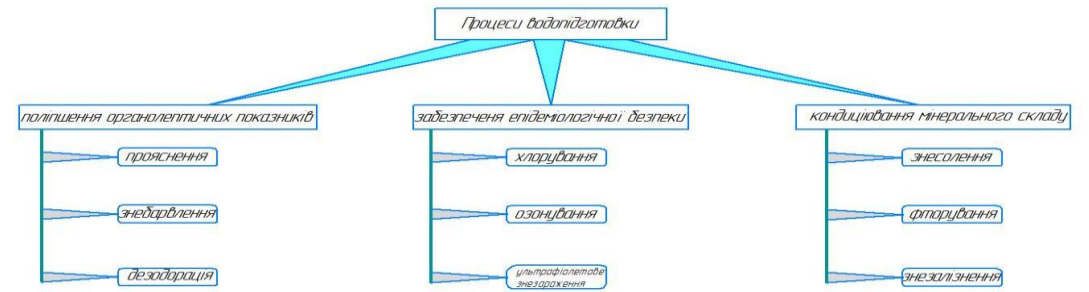 Процеси водопідготовки
поліпшення органолептичних показників
прояснення
знебарвлення
дезодорація
забезпеченя епідеміологічної безпеки
хлорування
озонування
ультрафіолетове
знезараження
кондиціювання мінерального складу
знесолення
фторування
знезалізнення